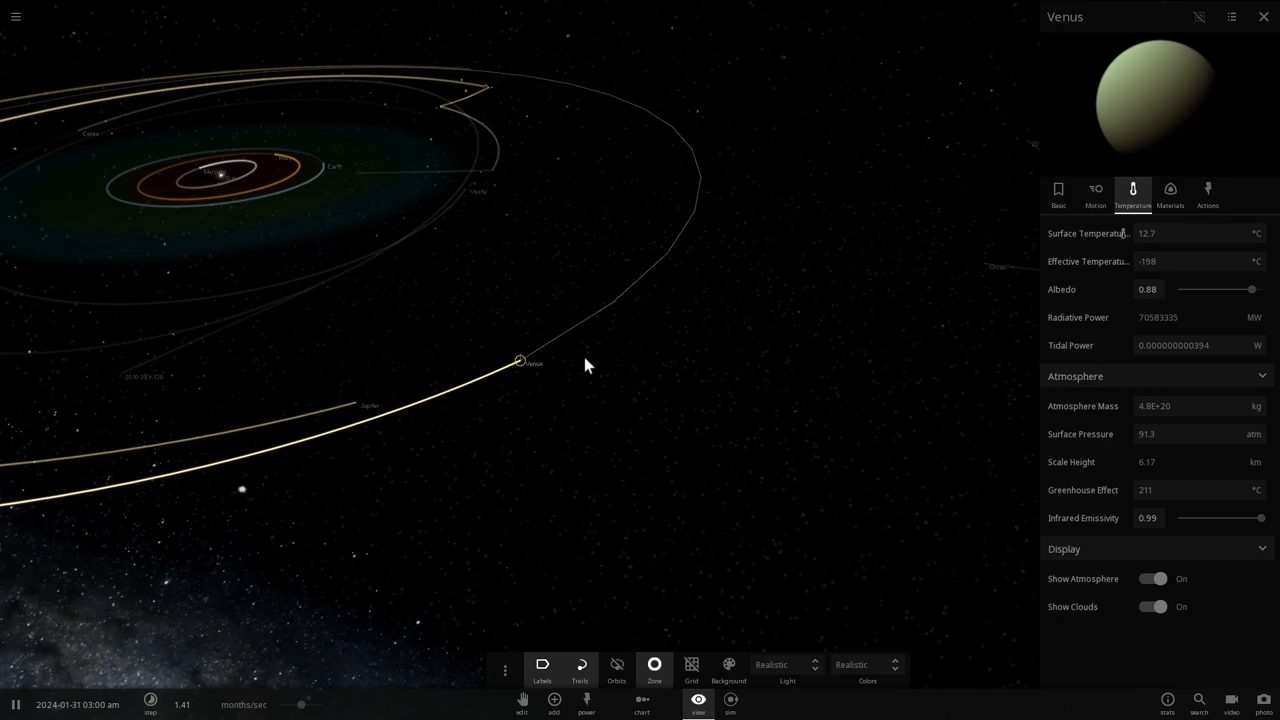 Venus
Basic
Motion
Temperature
Materials
Actions
Surface Temperatu... 12.7 °C
Effective Temperatu... -198 °C
Albedo 0.88
Radiative Power 70583335 MW
Tidal Power 0.000000000394 W
Atmosphere
Atmosphere Mass 4.8E+20 kg
Surface Pressure 91.3 atm
Scale Height 6.17 km
Greenhouse Effect 211 °C
Infrared Emissivity 0.99
Display
Show Atmosphere On
Show Clouds On
Ceres
Earth
Vesta
Venus
Jupiter
Labels
Trails
Orbits
Zone
Grid
Background
Realistic
Light
Realistic
Colors
2024-01-31 03:00 am
step
1.41 months/sec
edit
add
power
chart
view
sim
stats
search
video
photo